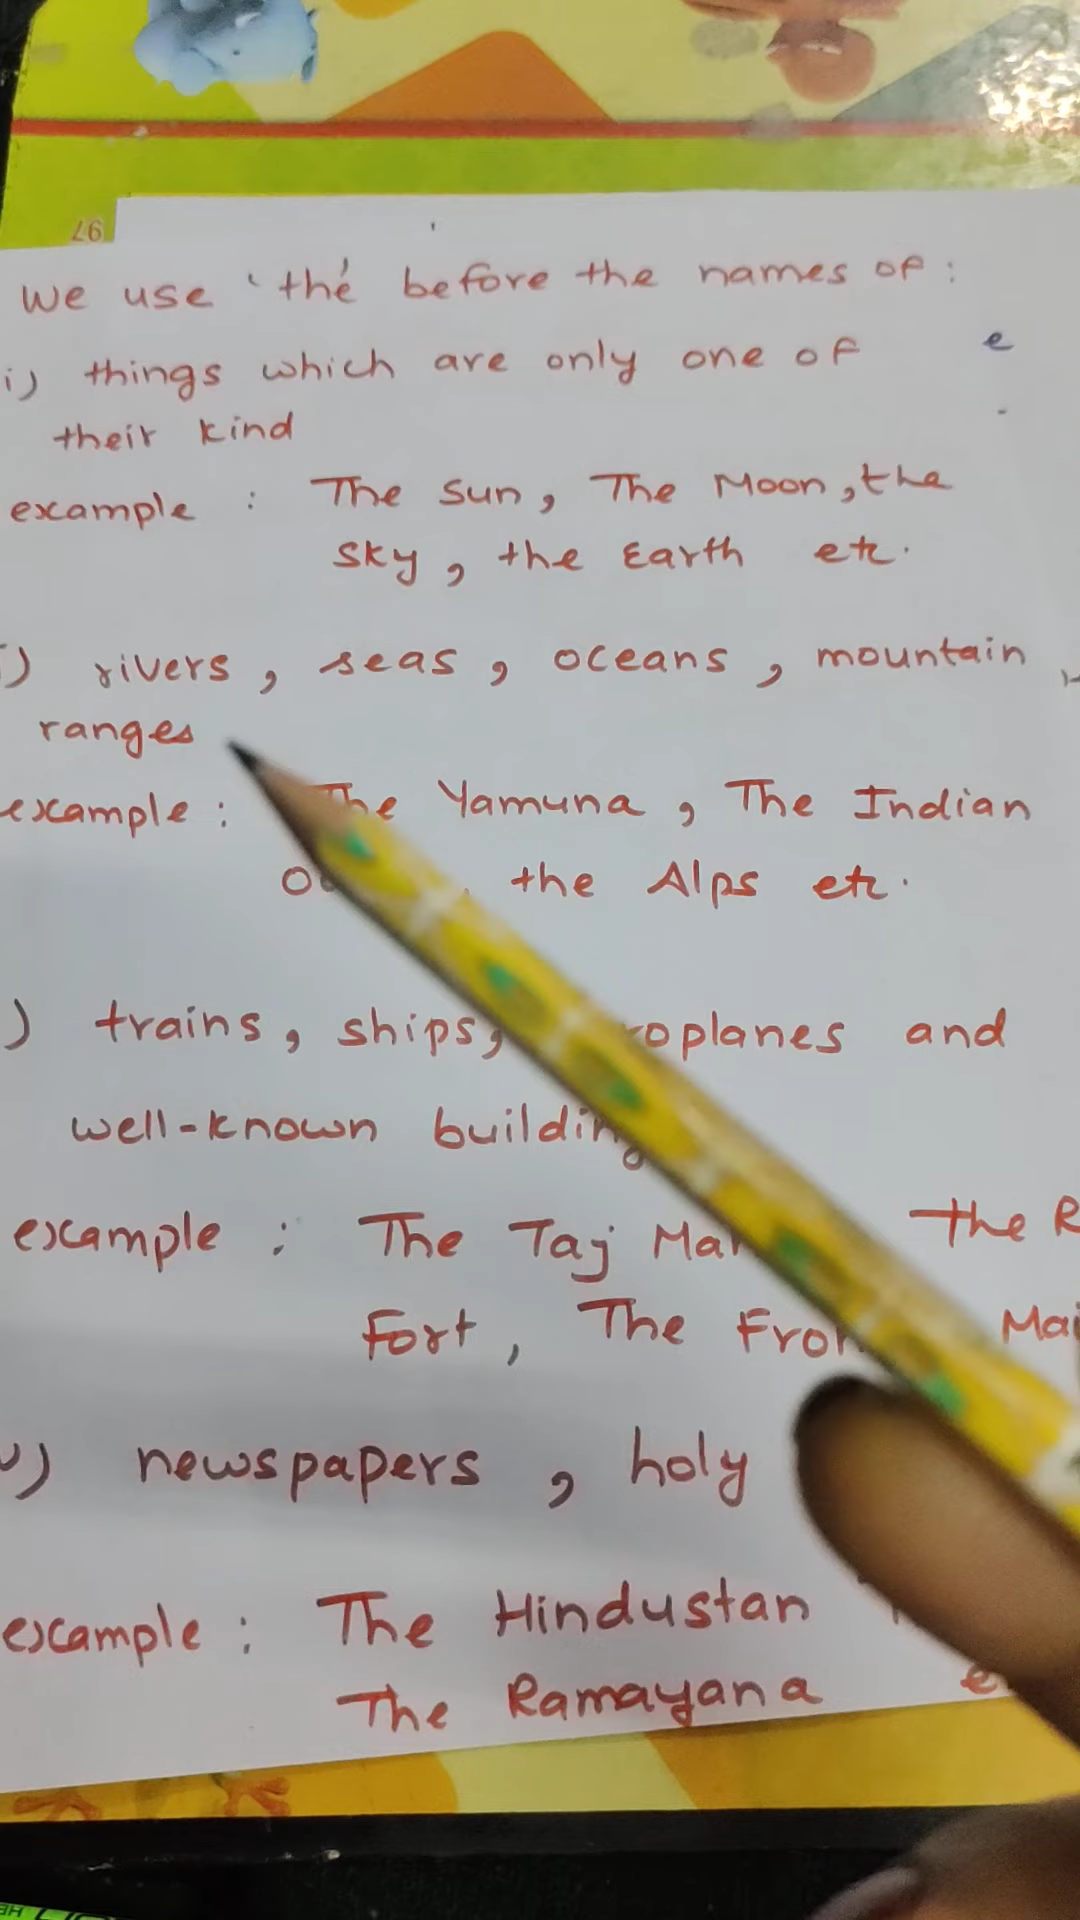 97
We use 'the' before the names of :
i) things which are only one of
their kind
example : The Sun, The Moon, the
Sky, the Earth etc.
) rivers, seas, oceans, mountain
ranges
example : The Yamuna, The Indian
the Alps etc.
) trains, ships, and
well-known
example : The Taj the
Fort, The
) newspapers, holy
example : The Hindustan
The Ramayana